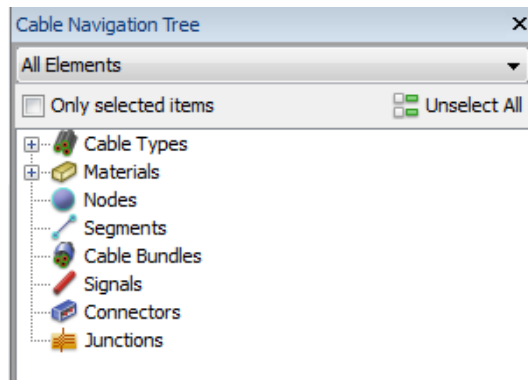 Cable Navigation Tree
All Elements
Only selected items Unselect All
Cable Types
Materials
Nodes
Segments
Cable Bundles
Signals
Connectors
Junctions